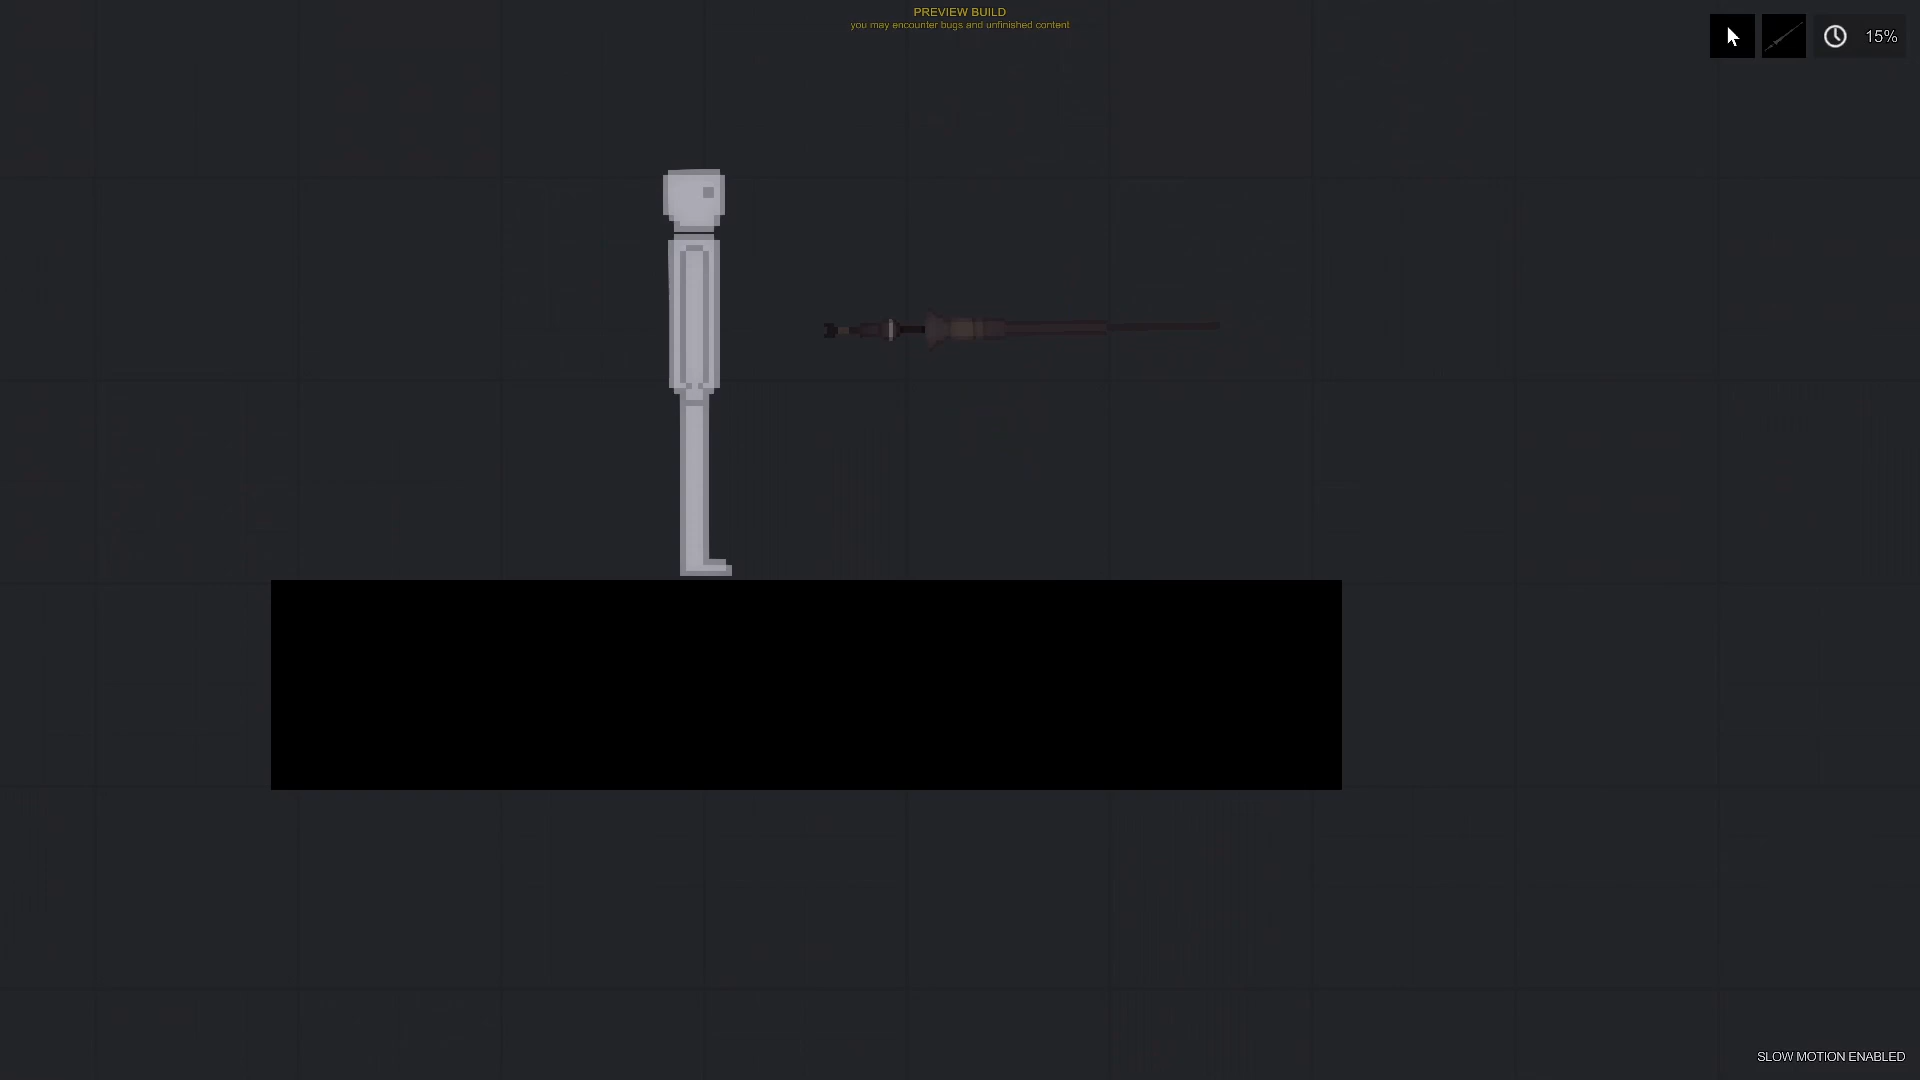 PREVIEW BUILD
you may encounter bugs and unfinished content
15%
SLOW MOTION ENABLED